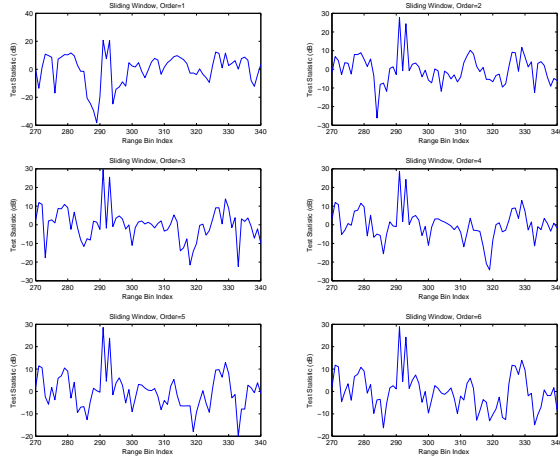 Sliding Window, Order=1
40
20
0
−20
−40
Test Statistic (dB)
270 280 290 300 310 320 330 340
Range Bin Index
Sliding Window, Order=2
30
20
10
0
−10
−20
−30
Test Statistic (dB)
270 280 290 300 310 320 330 340
Range Bin Index
Sliding Window, Order=3
30
20
10
0
−10
−20
−30
Test Statistic (dB)
270 280 290 300 310 320 330 340
Range Bin Index
Sliding Window, Order=4
30
20
10
0
−10
−20
−30
Test Statistic (dB)
270 280 290 300 310 320 330 340
Range Bin Index
Sliding Window, Order=5
30
20
10
0
−10
−20
Test Statistic (dB)
270 280 290 300 310 320 330 340
Range Bin Index
Sliding Window, Order=6
30
20
10
0
−10
−20
Test Statistic (dB)
270 280 290 300 310 320 330 340
Range Bin Index